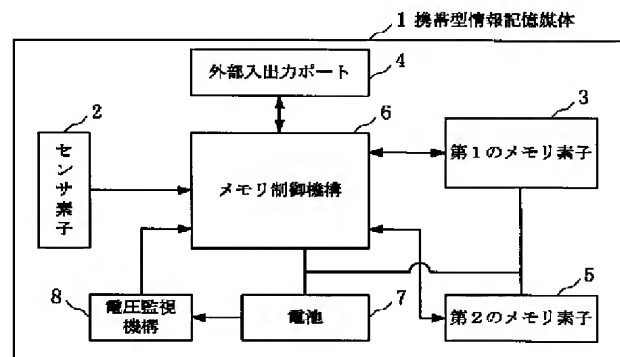 1 携帯型情報記憶媒体
外部入出力ポート
4
2
センサ素子
6
メモリ制御機構
3
第1のメモリ素子
8
電圧監視
機構
電池
7
5
第2のメモリ素子